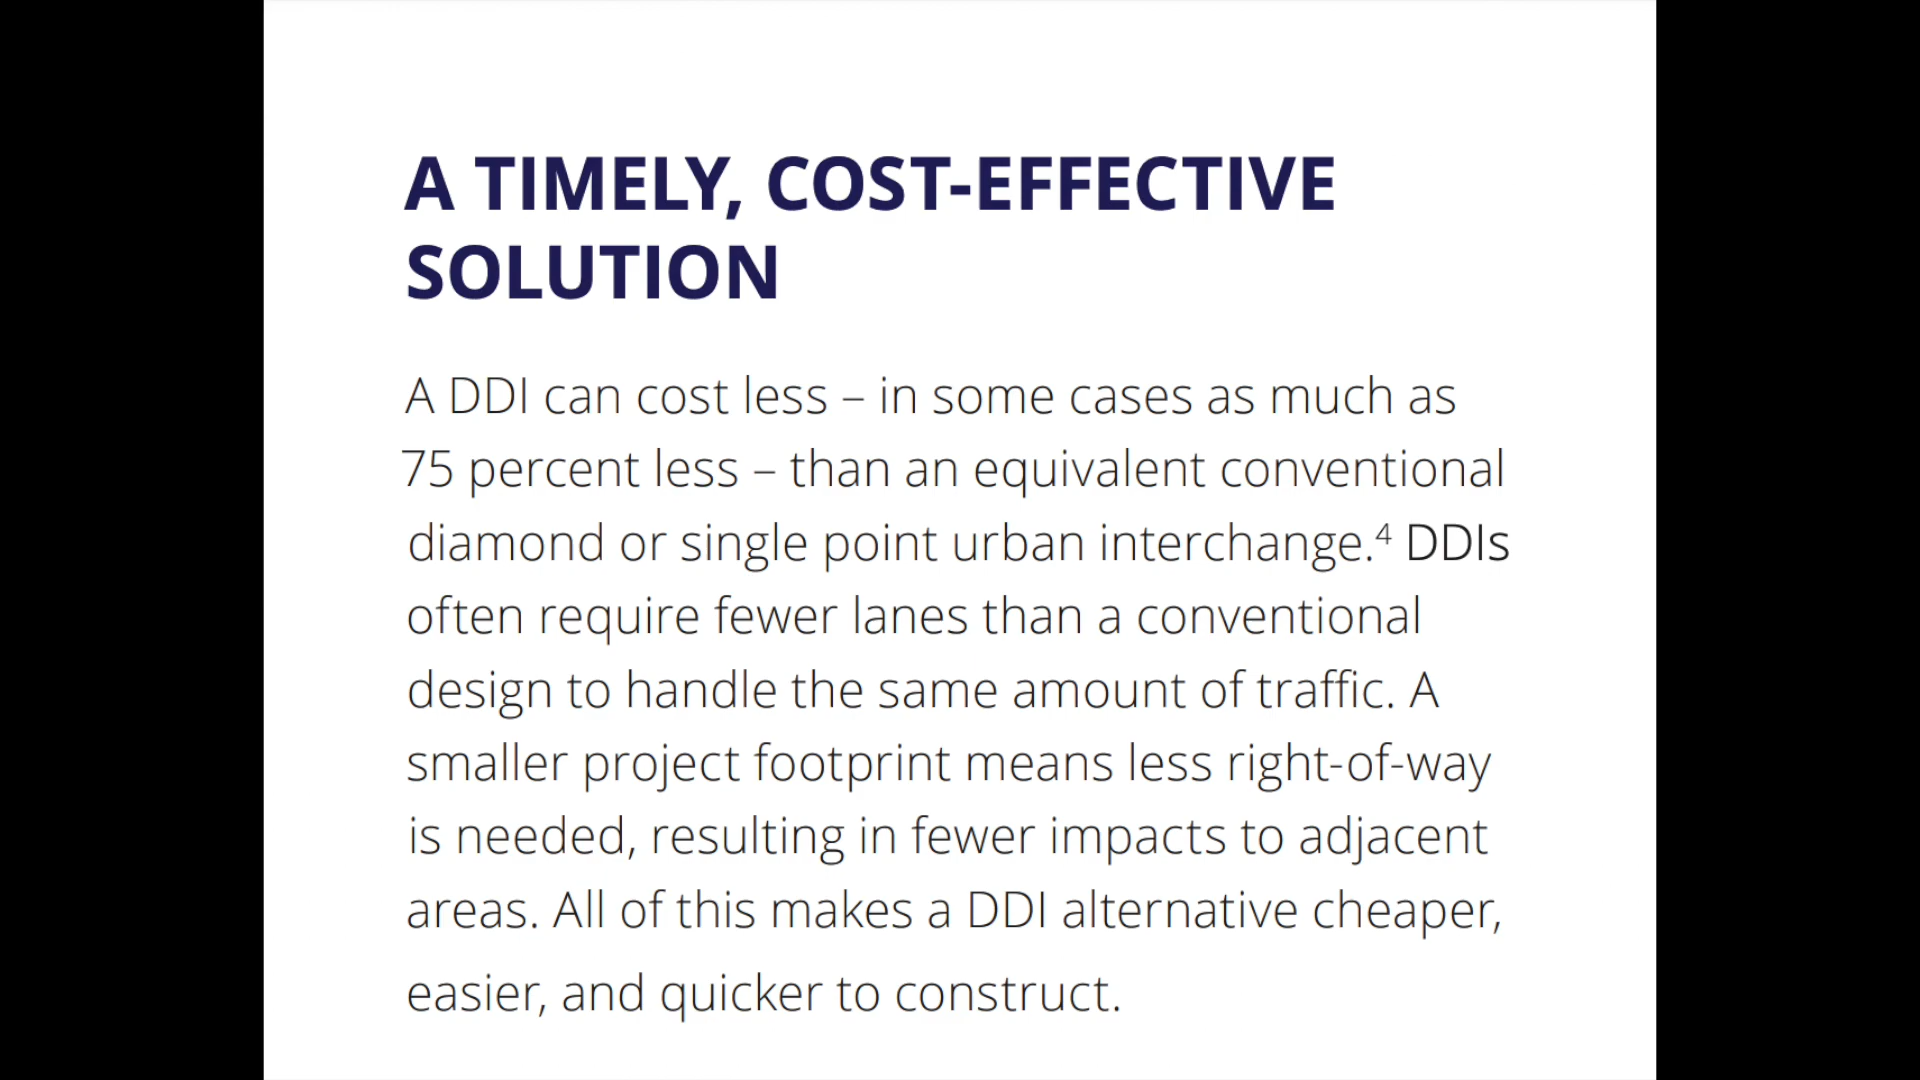 A TIMELY, COST-EFFECTIVE
SOLUTION
A DDI can cost less – in some cases as much as
75 percent less – than an equivalent conventional
diamond or single point urban interchange.⁴ DDIs
often require fewer lanes than a conventional
design to handle the same amount of traffic. A
smaller project footprint means less right-of-way
is needed, resulting in fewer impacts to adjacent
areas. All of this makes a DDI alternative cheaper,
easier, and quicker to construct.